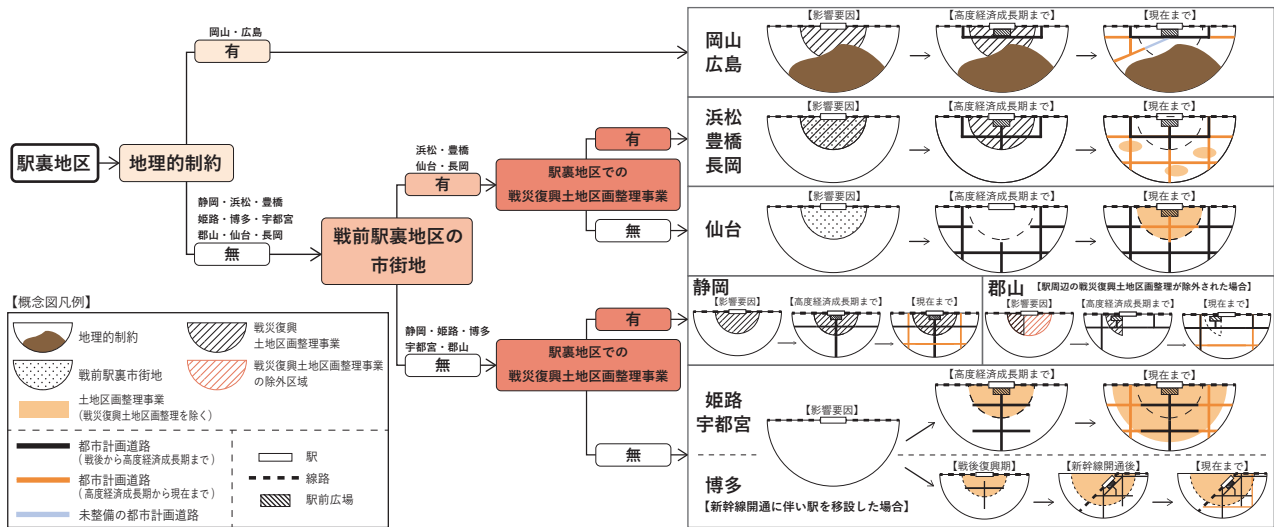 駅裏地区
地理的制約
岡山・広島
有
静岡・浜松・豊橋
姫路・博多・宇都宮
郡山・仙台・長岡
無
戦前駅裏地区の
市街地
浜松・豊橋
仙台・長岡
有
静岡・姫路・博多
宇都宮・郡山
無
駅裏地区での
戦災復興土地区画整理事業
有
無
駅裏地区での
戦災復興土地区画整理事業
有
無
岡山
広島
【影響要因】
【高度経済成長期まで】
【現在まで】
浜松
豊橋
長岡
【影響要因】
【高度経済成長期まで】
【現在まで】
仙台
【影響要因】
【高度経済成長期まで】
【現在まで】
静岡
【影響要因】
【高度経済成長期まで】
【現在まで】
郡山
【駅周辺の戦災復興土地区画整理が除外された場合】
【影響要因】
【高度経済成長期まで】
【現在まで】
姫路
宇都宮
【影響要因】
【高度経済成長期まで】
【現在まで】
博多
【新幹線開通に伴い駅を移設した場合】
【戦後復興期】
【新幹線開通後】
【現在まで】
【概念図凡例】
地理的制約
戦災復興
土地区画整理事業
戦前駅裏市街地
戦災復興土地区画整理事業
の除外区域
土地区画整理事業
(戦災復興土地区画整理を除く)
都市計画道路
(戦後から高度経済成長期まで)
都市計画道路
(高度経済成長期から現在まで)
未整備の都市計画道路
駅
線路
駅前広場